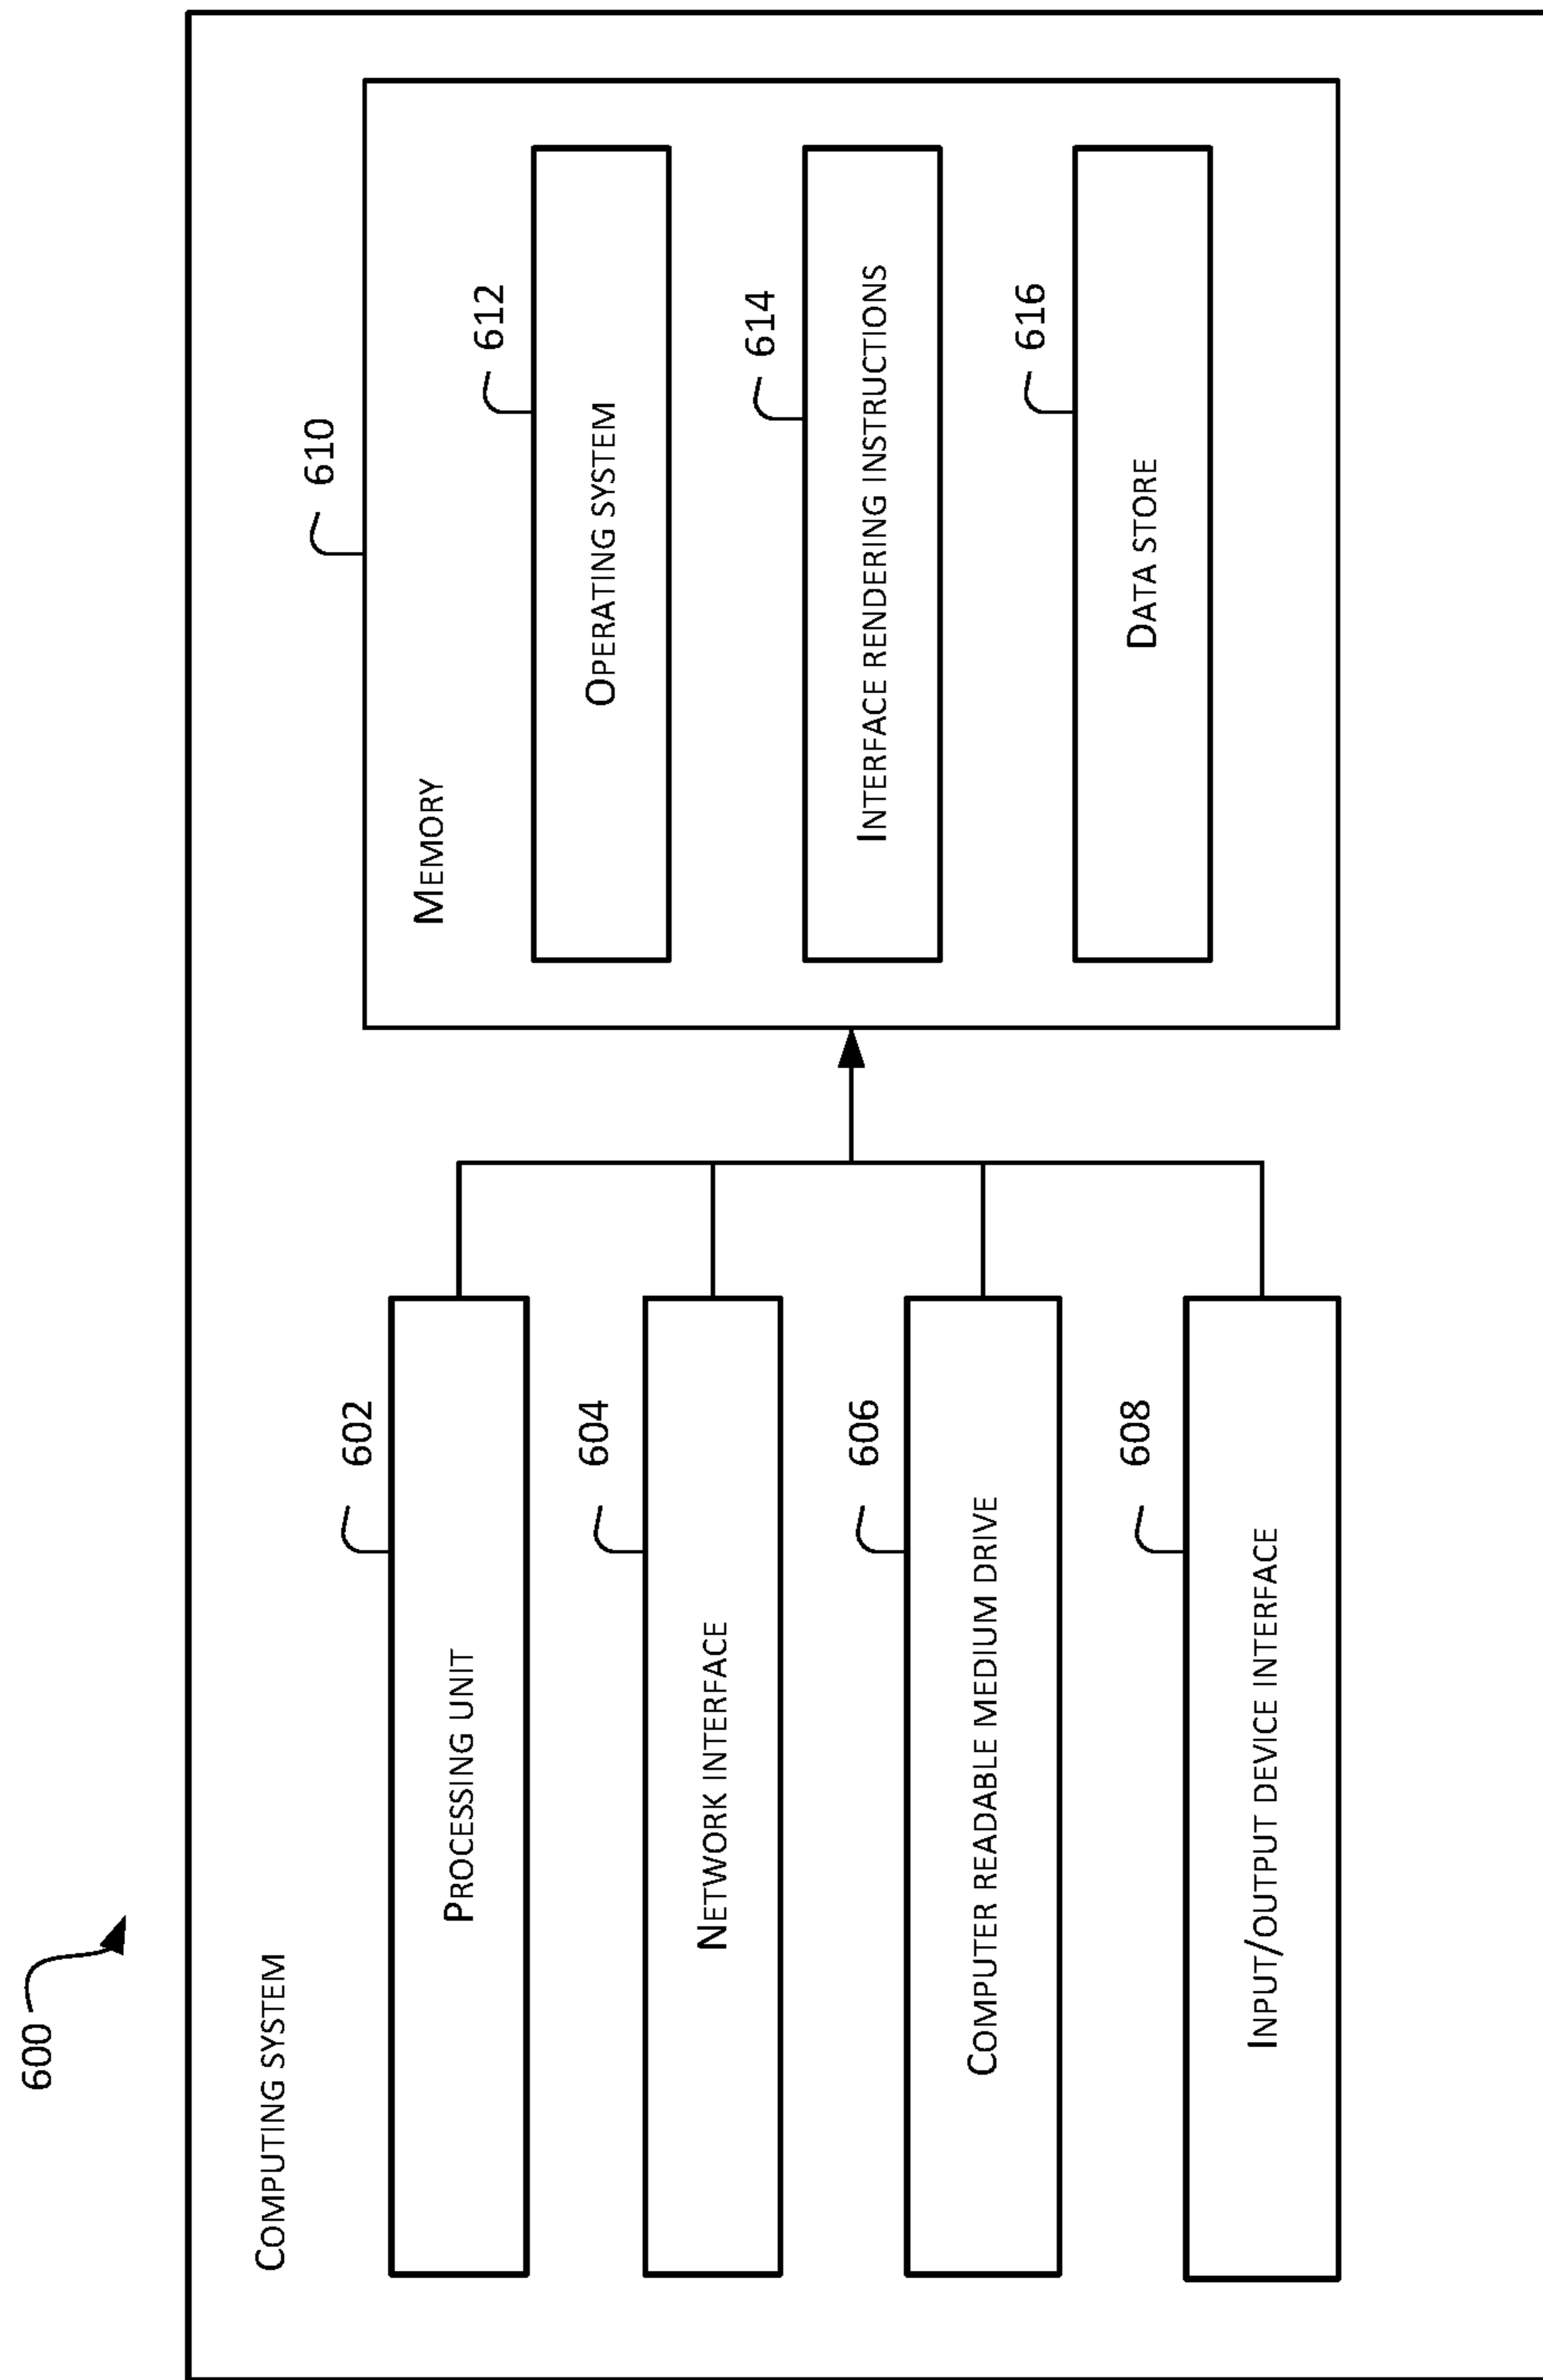 600
COMPUTING SYSTEM
602
PROCESSING UNIT
604
NETWORK INTERFACE
606
COMPUTER READABLE MEDIUM DRIVE
608
INPUT/OUTPUT DEVICE INTERFACE
610
MEMORY
612
OPERATING SYSTEM
614
INTERFACE RENDERING INSTRUCTIONS
616
DATA STORE